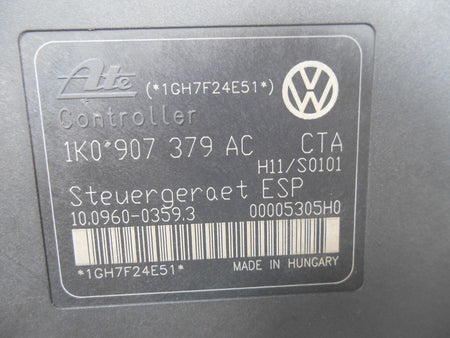 Ate (*1GH7F24E51*)
Controller
1K0 907 379 AC CTA
H11/S0101
Steuergeraet ESP
10.0960-0359.3 00005305H0
*1GH7F24E51* MADE IN HUNGARY